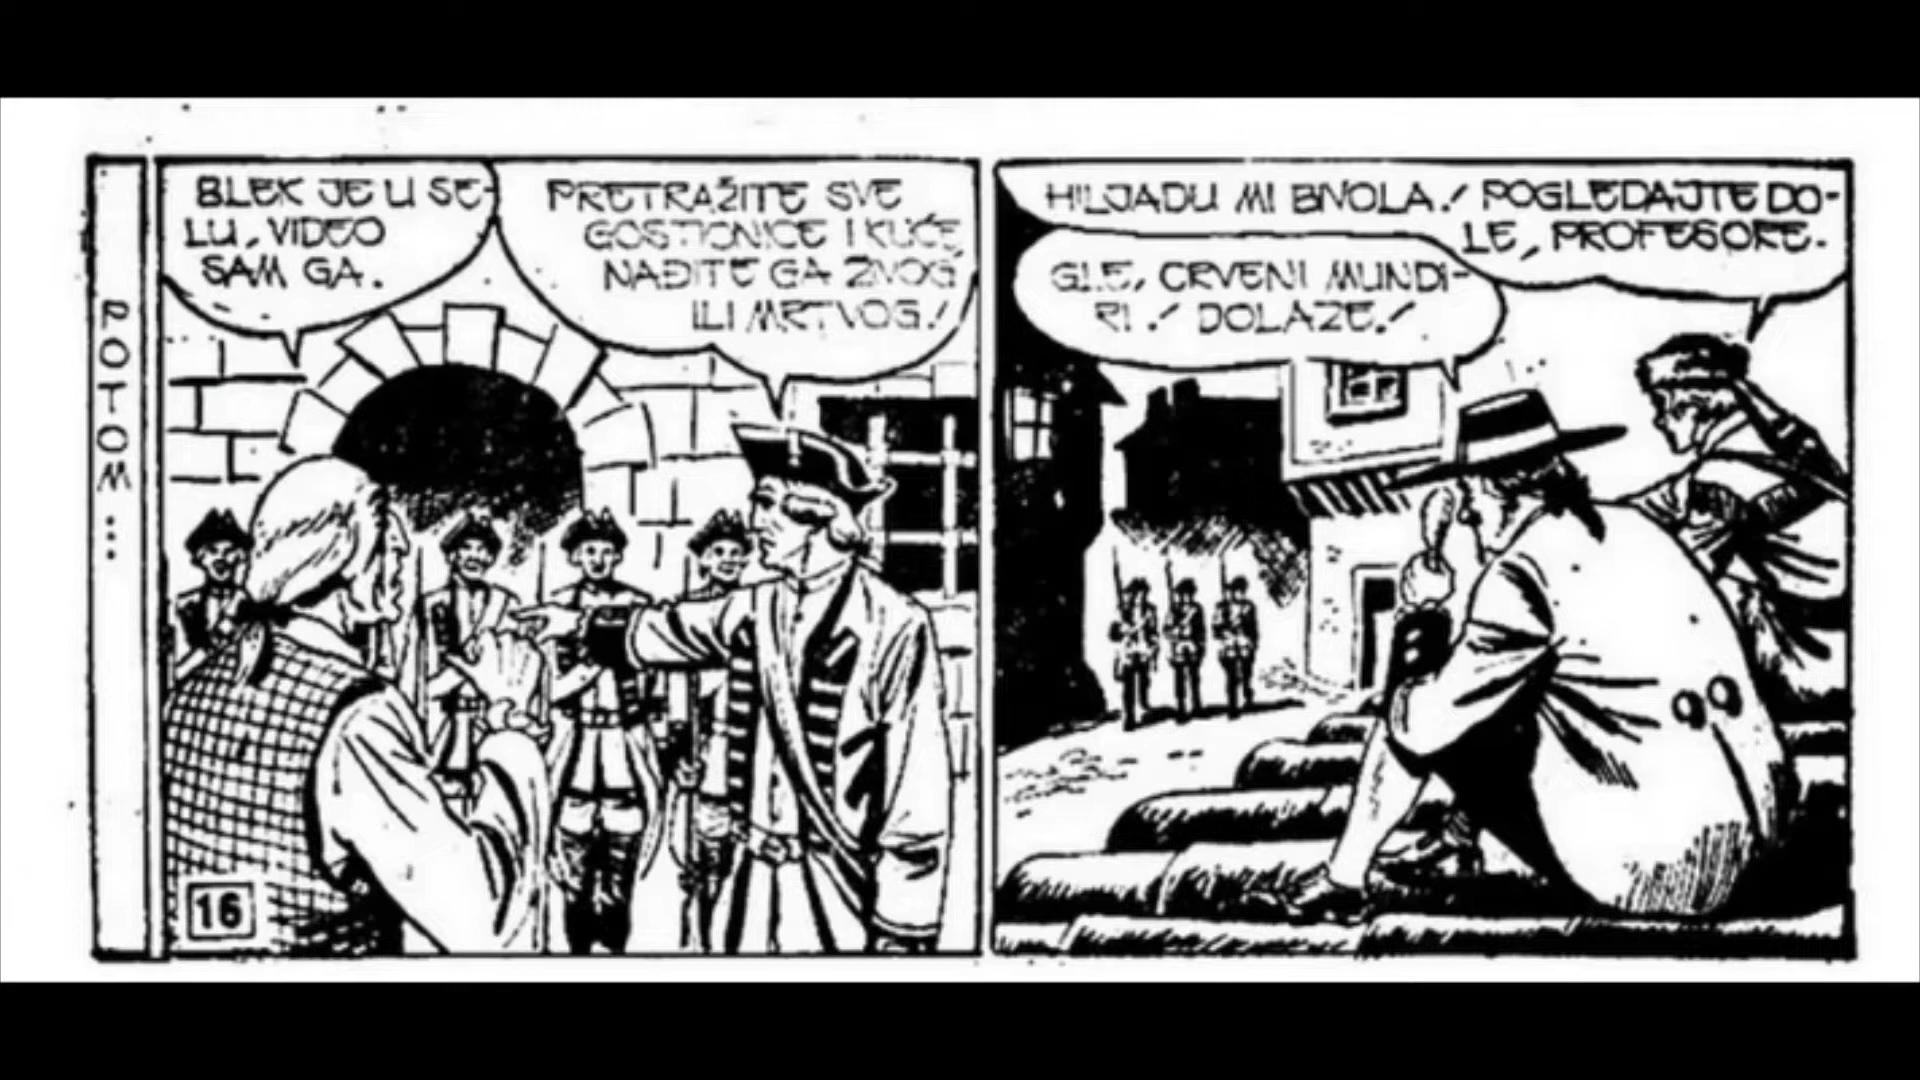 POTOM...
BLEK JE U SE-
LU, VIDEO
SAM GA.
PRETRAŽITE SVE
GOSTIONICE I KUĆE,
NAĐITE GA ŽIVOG
ILI MRTVOG!
16
HILJADU MI BIVOLA! POGLEDAJTE DO-
LE, PROFESORE.
GLE, CRVENI MUNDI-
RI! DOLAZE!